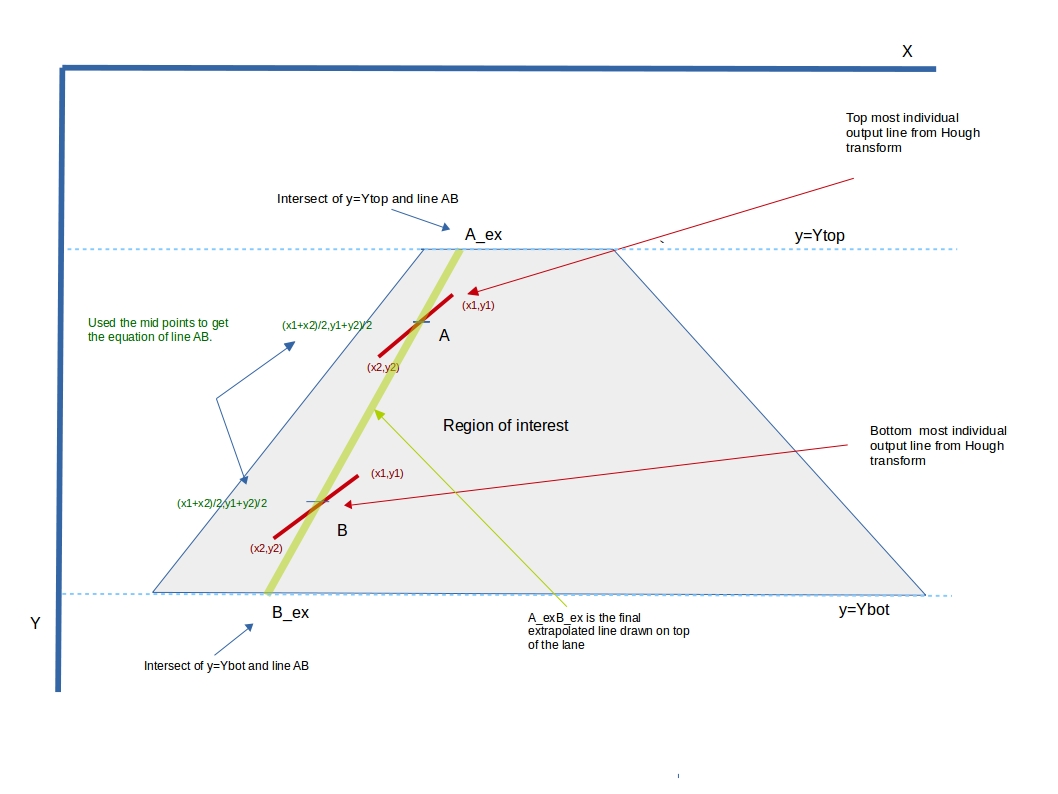 X
Top most individual
output line from Hough
transform
Intersect of y=Ytop and line AB
A_ex
y=Ytop
(x1,y1)
Used the mid points to get
the equation of line AB.
(x1+x2)/2,y1+y2)/2
A
(x2,y2)
Region of interest
Bottom  most individual
output line from Hough
transform
(x1,y1)
(x1+x2)/2,y1+y2)/2
B
(x2,y2)
B_ex
y=Ybot
A_exB_ex is the final
extrapolated line drawn on top
of the lane
Y
Intersect of y=Ybot and line AB